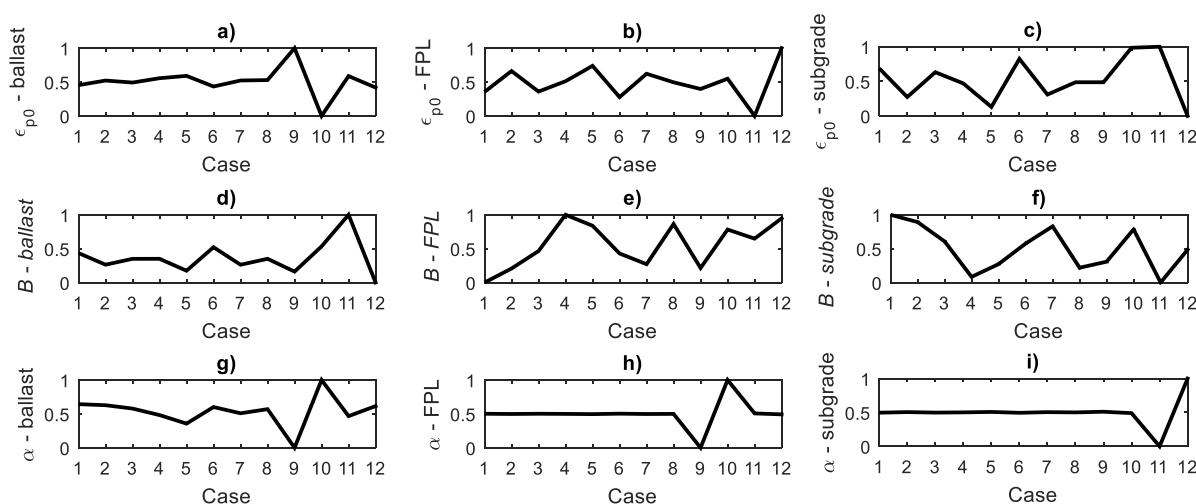 a)
ϵp0 - ballast
1
0.5
0
1 2 3 4 5 6 7 8 9 10 11 12
Case
b)
ϵp0 - FPL
1
0.5
0
1 2 3 4 5 6 7 8 9 10 11 12
Case
c)
ϵp0 - subgrade
1
0.5
0
1 2 3 4 5 6 7 8 9 10 11 12
Case
d)
B - ballast
1
0.5
0
1 2 3 4 5 6 7 8 9 10 11 12
Case
e)
B - FPL
1
0.5
0
1 2 3 4 5 6 7 8 9 10 11 12
Case
f)
B - subgrade
1
0.5
0
1 2 3 4 5 6 7 8 9 10 11 12
Case
g)
α - ballast
1
0.5
0
1 2 3 4 5 6 7 8 9 10 11 12
Case
h)
α - FPL
1
0.5
0
1 2 3 4 5 6 7 8 9 10 11 12
Case
i)
α - subgrade
1
0.5
0
1 2 3 4 5 6 7 8 9 10 11 12
Case